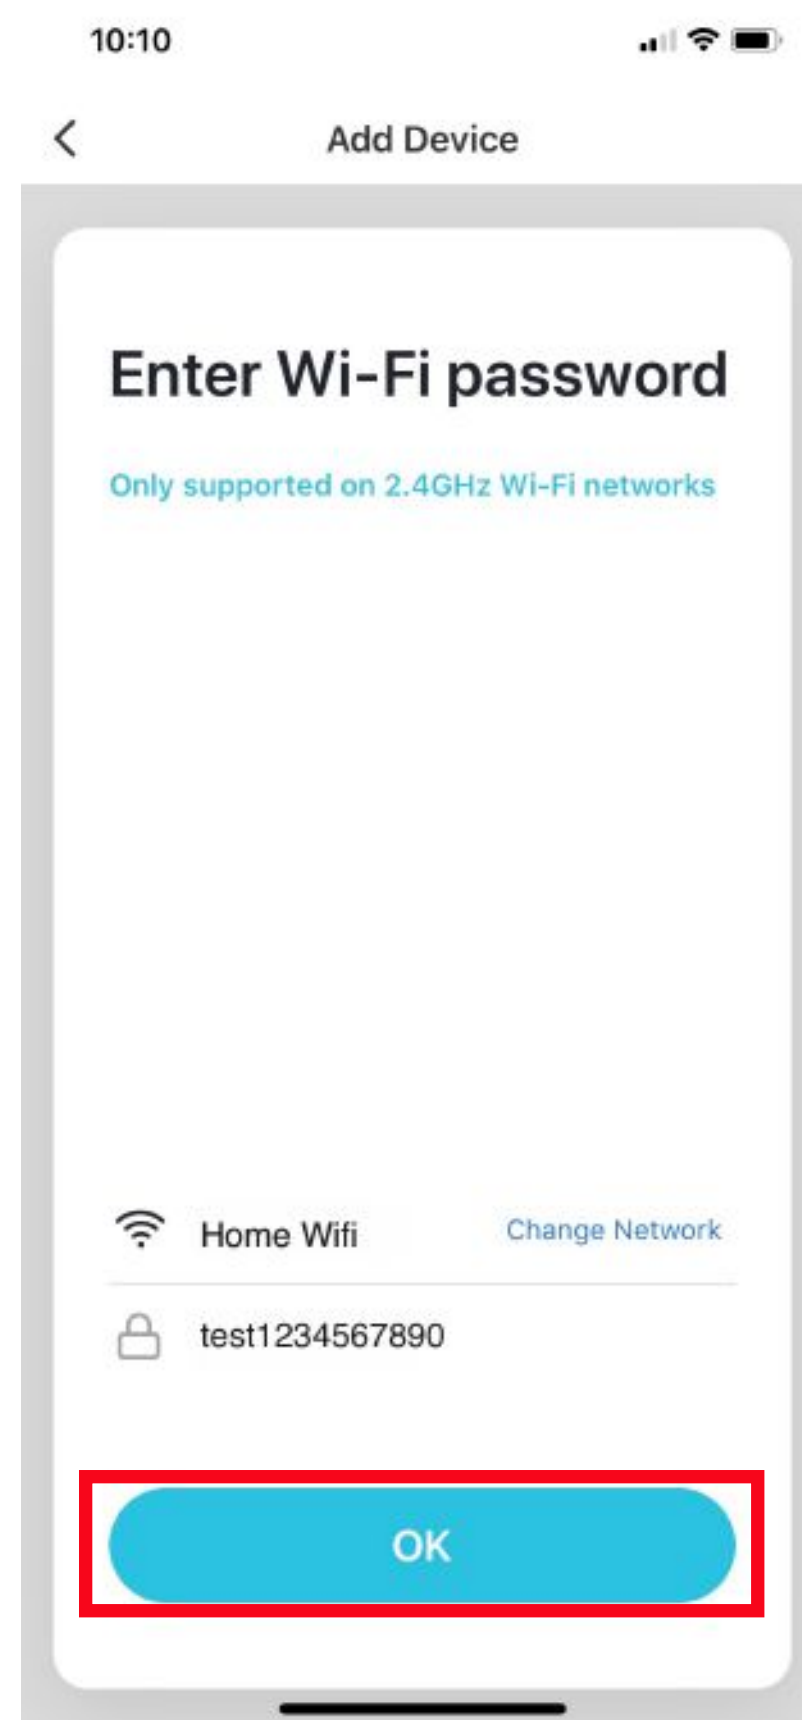 10:10
Add Device
Enter Wi-Fi password
Only supported on 2.4GHz Wi-Fi networks
Home Wifi Change Network
test1234567890
OK